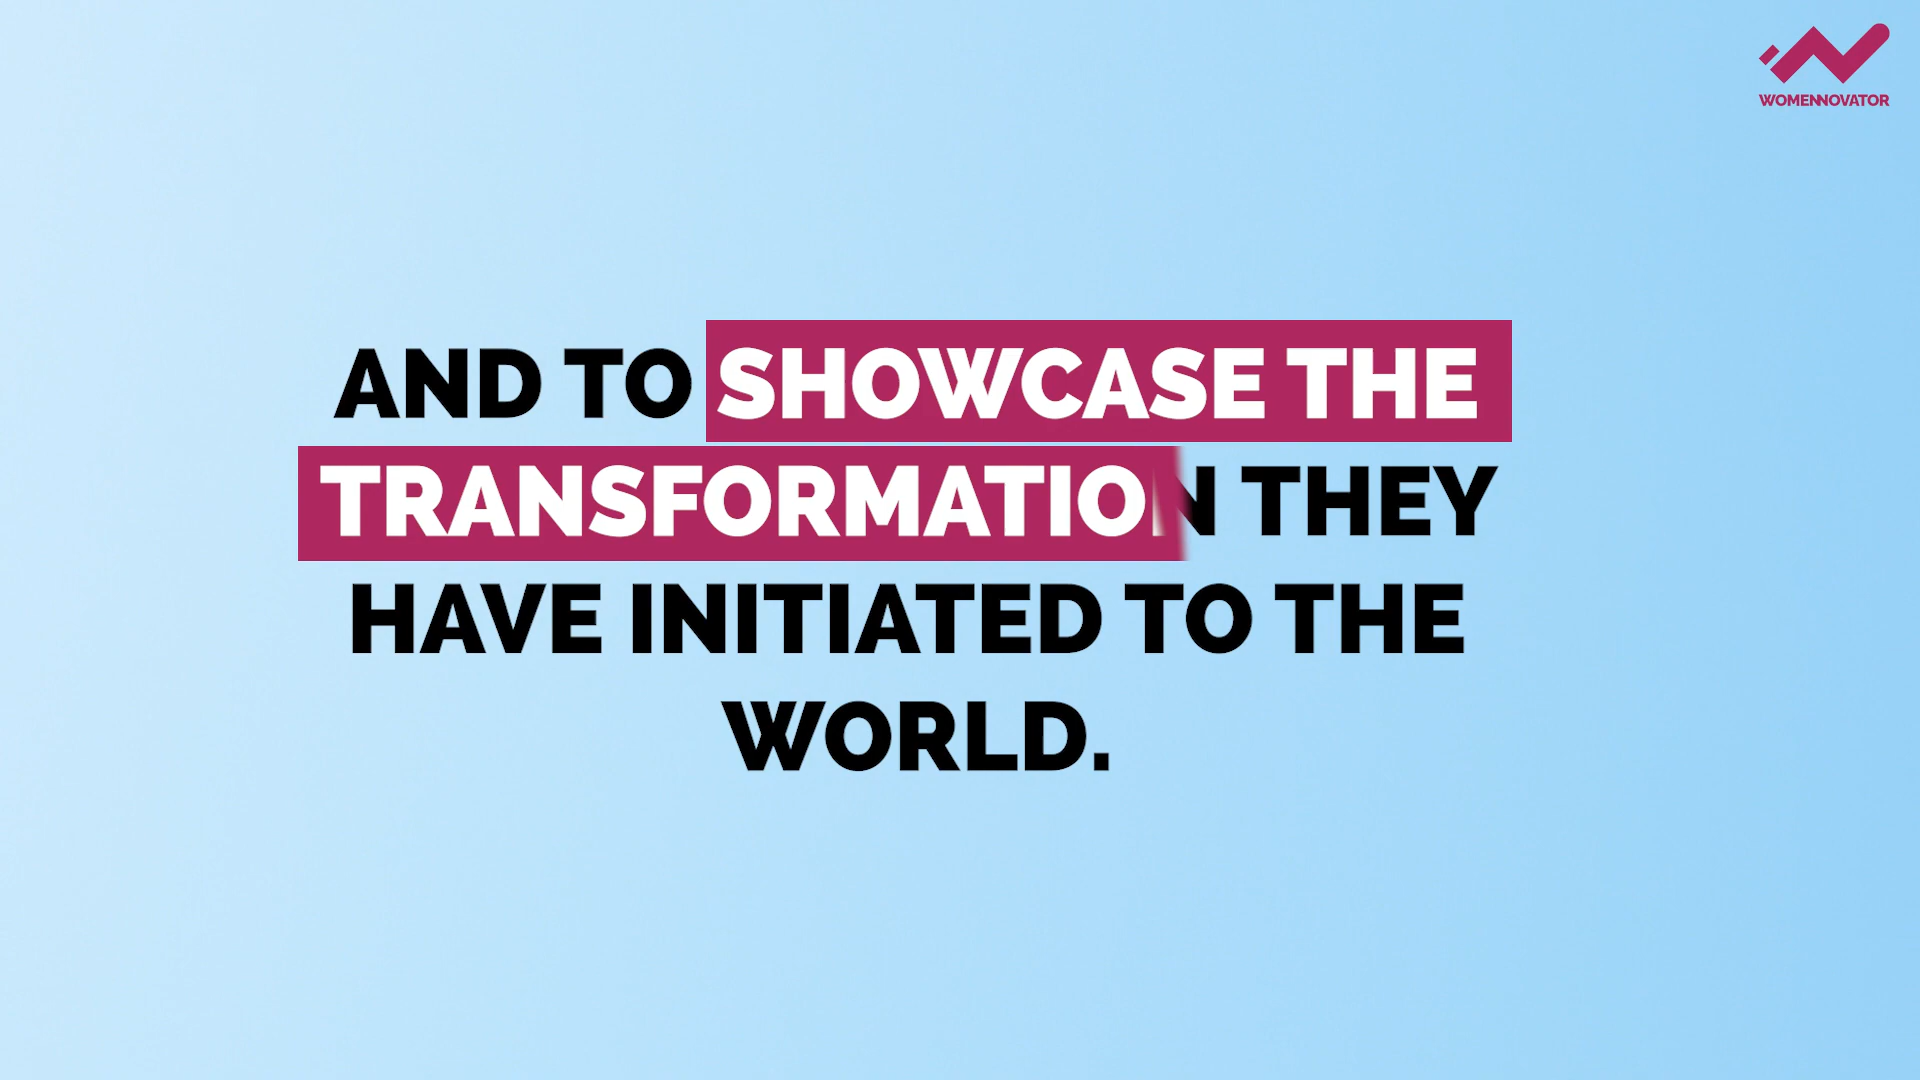 WOMENNOVATOR
AND TO SHOWCASE THE
TRANSFORMATION THEY
HAVE INITIATED TO THE
WORLD.